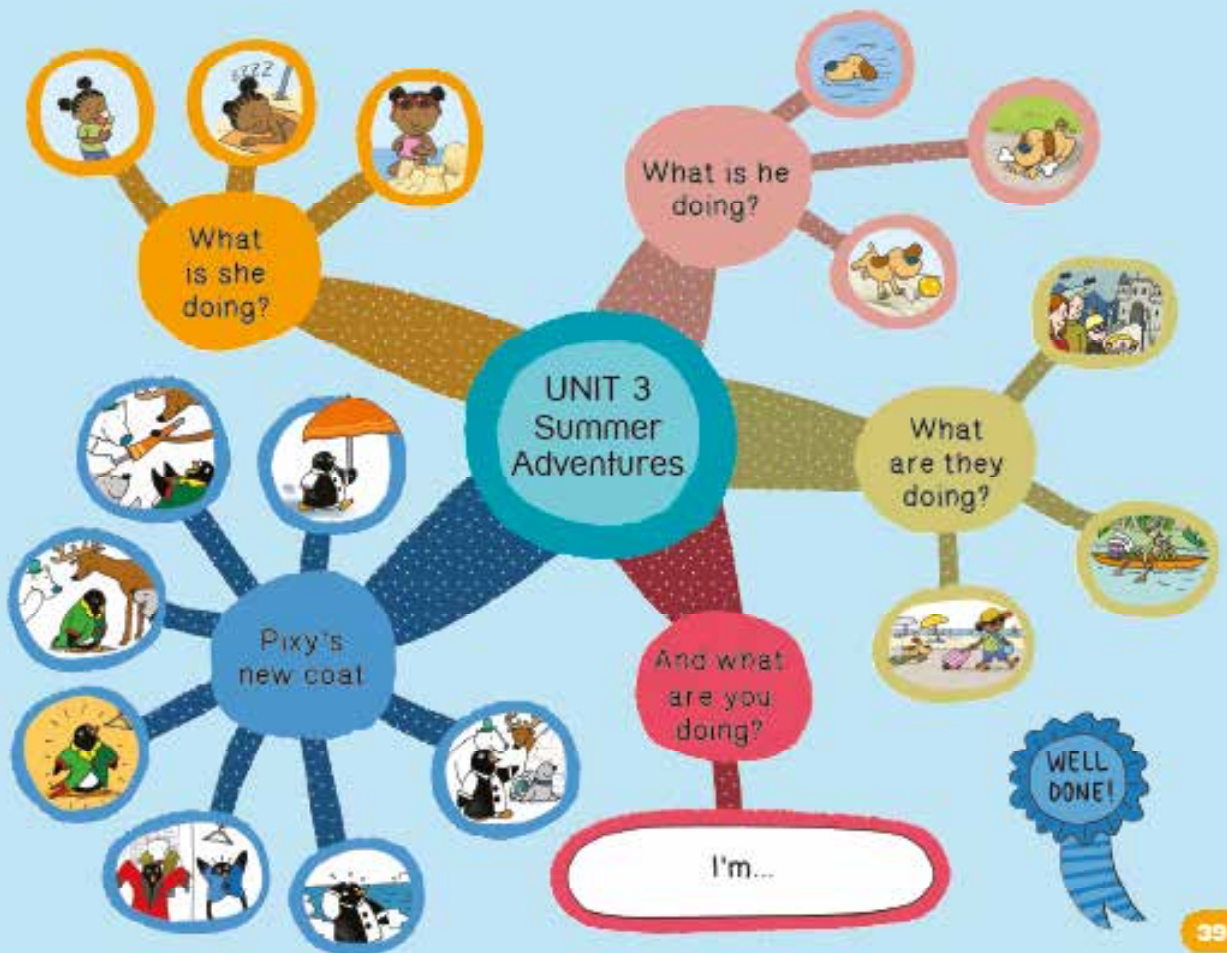 ZZZZ
What
is she
doing?
What is he
doing?
UNIT 3
Summer
Adventures
What
are they
doing?
Pixy's
new coat
And what
are you
doing?
I'm...
WELL
DONE!
39